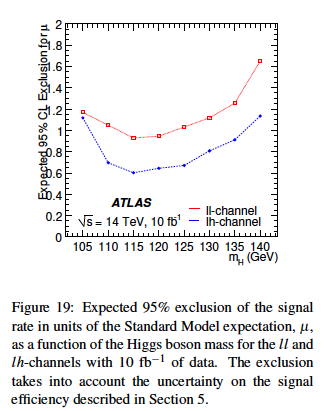 Expected 95% CL Exclusion for μ
2
1.8
1.6
1.4
1.2
1
0.8
0.6
0.4
0.2
0
ATLAS
√s = 14 TeV, 10 fb¹
ll-channel
lh-channel
105 110 115 120 125 130 135 140
m_H (GeV)
Figure 19: Expected 95% exclusion of the signal
rate in units of the Standard Model expectation, μ,
as a function of the Higgs boson mass for the ll and
lh-channels with 10 fb⁻¹ of data. The exclusion
takes into account the uncertainty on the signal
efficiency described in Section 5.